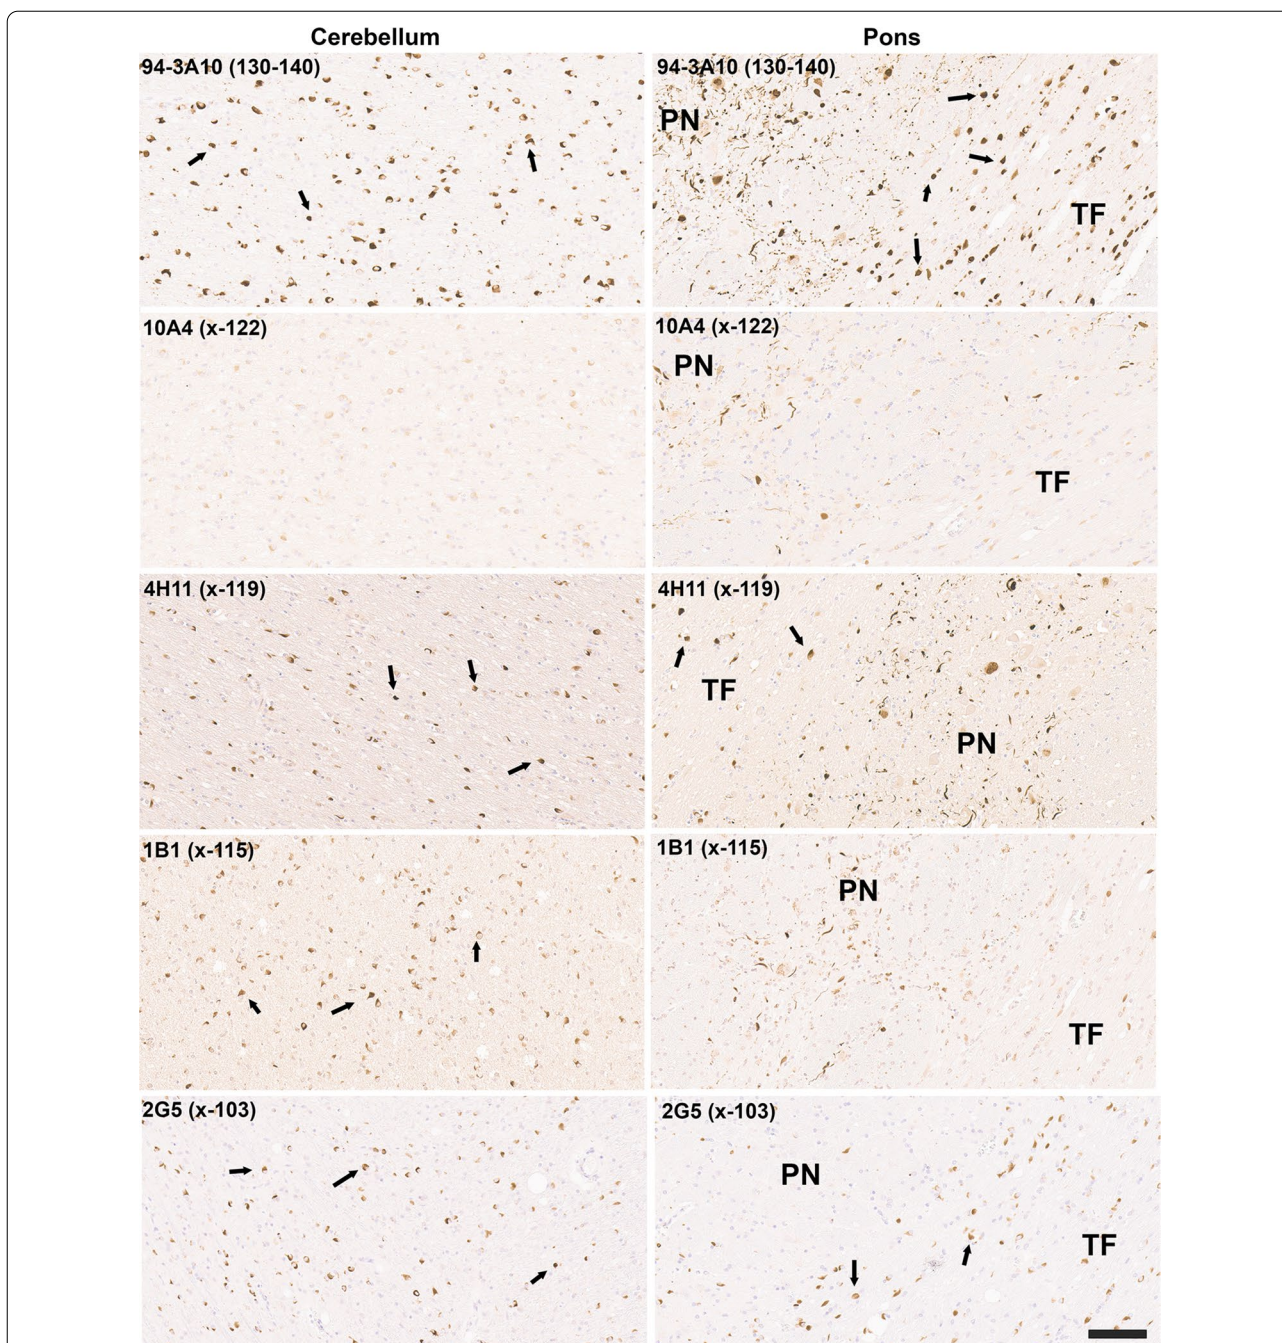 Cerebellum Pons
94-3A10 (130-140) 94-3A10 (130-140)
PN
TF
10A4 (x-122) 10A4 (x-122)
PN
TF
4H11 (x-119) 4H11 (x-119)
TF
PN
1B1 (x-115) 1B1 (x-115)
PN
TF
2G5 (x-103) 2G5 (x-103)
PN
TF